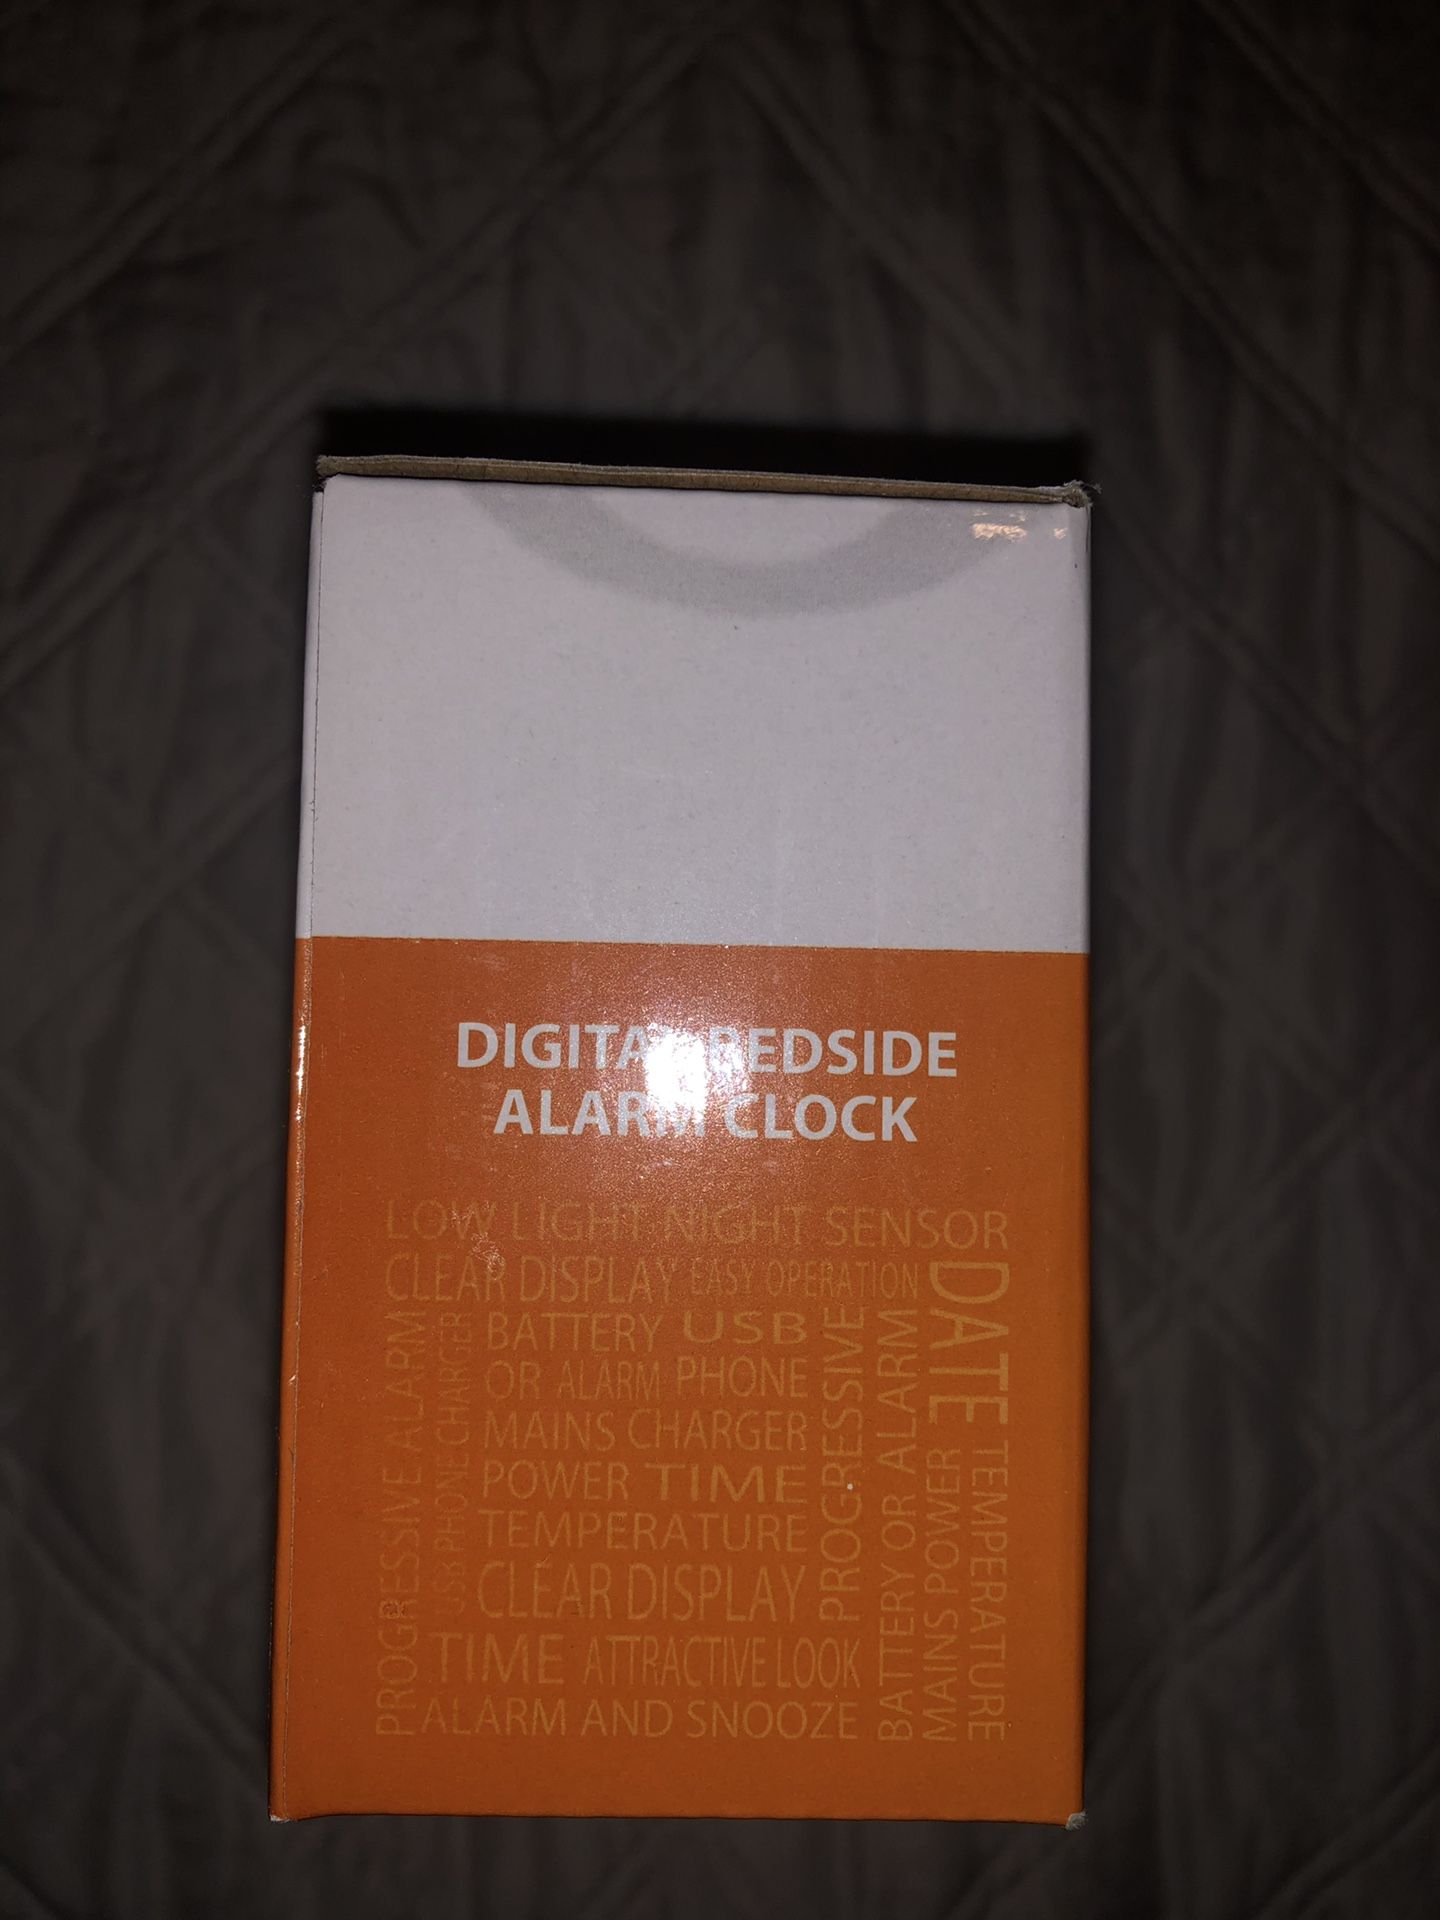 DIGITAL BEDSIDE
ALARM CLOCK
LOW LIGHT NIGHT SENSOR
CLEAR DISPLAY EASY OPERATION
DATE
PROGRESSIVE ALARM
USB PHONE CHARGER
BATTERY USB
OR ALARM PHONE
MAINS CHARGER
POWER TIME
TEMPERATURE
CLEAR DISPLAY
PROGRESSIVE
BATTERY OR ALARM
MAINS POWER
TEMPERATURE
TIME ATTRACTIVE LOOK
ALARM AND SNOOZE